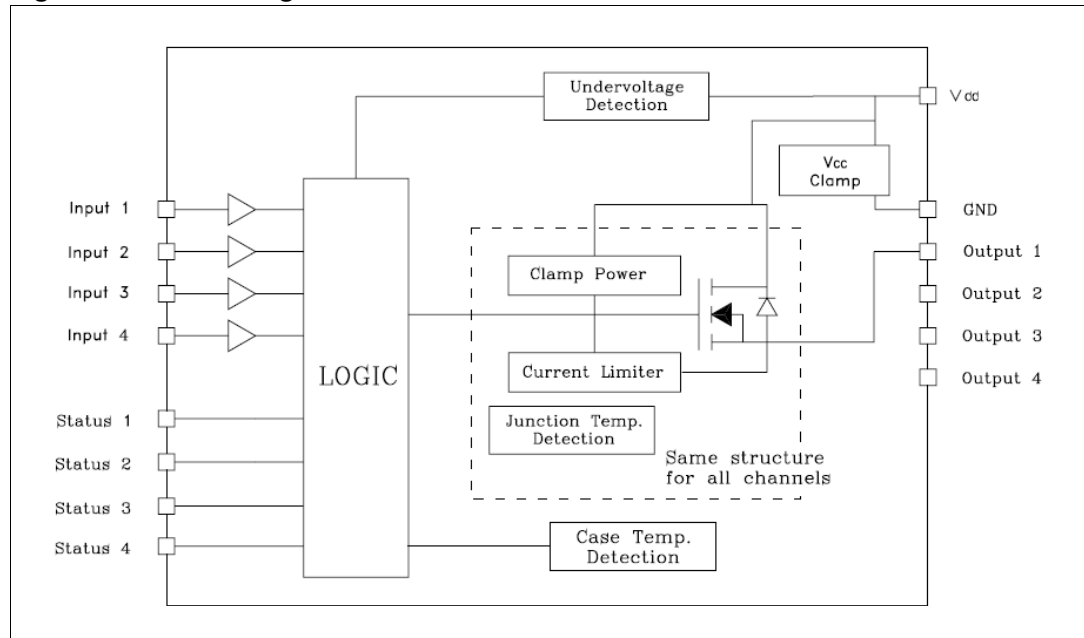 Undervoltage
Detection
Vdd
Vcc
Clamp
Input 1
GND
Input 2
Output 1
Clamp Power
Input 3
Output 2
Input 4
Output 3
LOGIC
Current Limiter
Output 4
Status 1
Junction Temp.
Detection
Status 2
Same structure
for all channels
Status 3
Status 4
Case Temp.
Detection